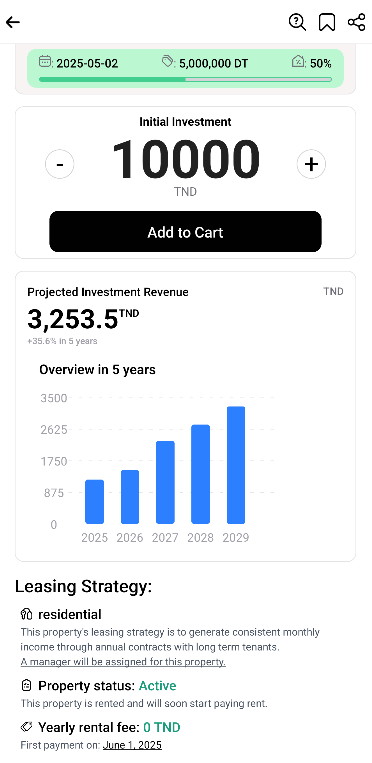 2025-05-02 5,000,000 DT 50%
Initial Investment
- 10000 +
TND
Add to Cart
Projected Investment Revenue TND
3,253.5TND
+35.6% in 5 years
Overview in 5 years
3500
2625
1750
875
0
2025 2026 2027 2028 2029
Leasing Strategy:
residential
This property's leasing strategy is to generate consistent monthly
income through annual contracts with long term tenants.
A manager will be assigned for this property.
Property status: Active
This property is rented and will soon start paying rent.
Yearly rental fee: 0 TND
First payment on: June 1, 2025